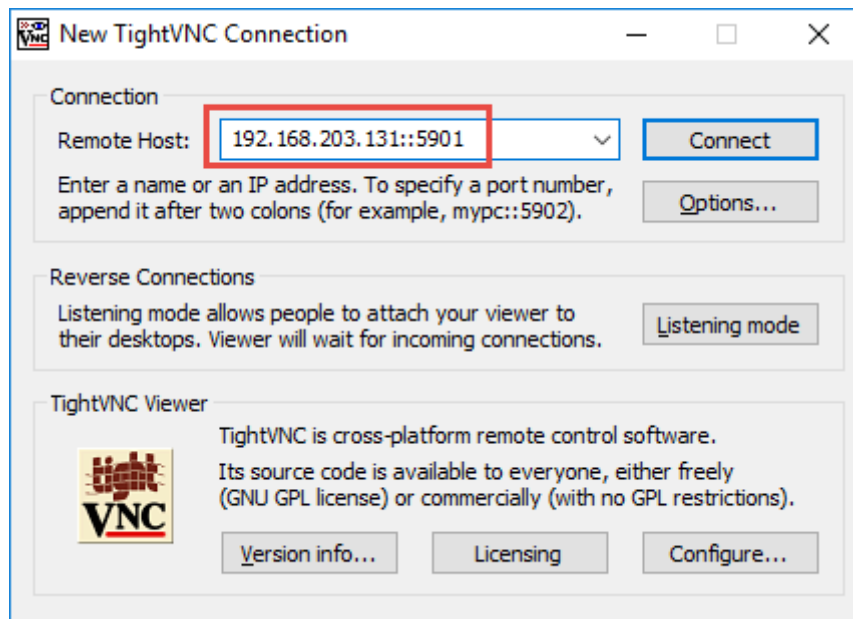 New TightVNC Connection
Connection
Remote Host: 192.168.203.131::5901
Connect
Enter a name or an IP address. To specify a port number,
append it after two colons (for example, mypc::5902).
Options...
Reverse Connections
Listening mode allows people to attach your viewer to
their desktops. Viewer will wait for incoming connections.
Listening mode
TightVNC Viewer
tight
VNC
TightVNC is cross-platform remote control software.
Its source code is available to everyone, either freely
(GNU GPL license) or commercially (with no GPL restrictions).
Version info...
Licensing
Configure...